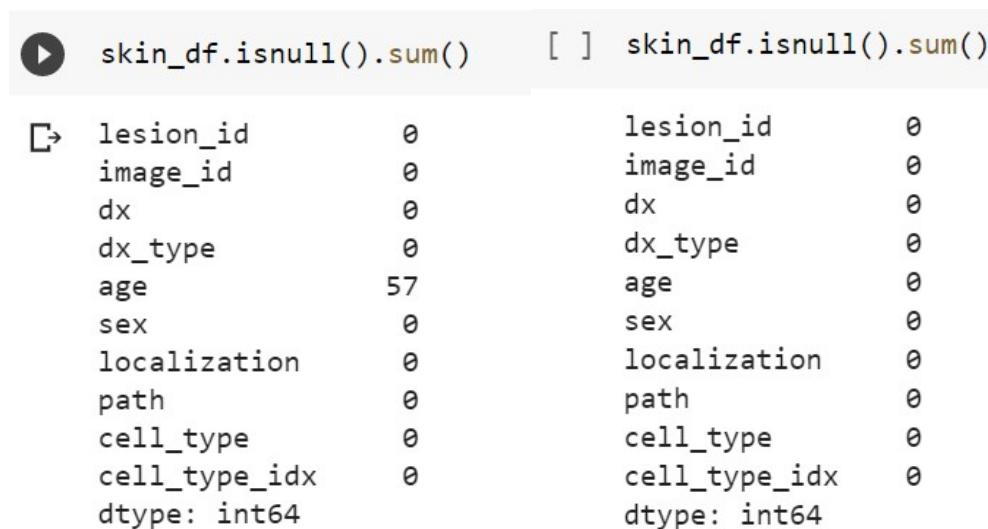 skin_df.isnull().sum()
lesion_id 0
image_id 0
dx 0
dx_type 0
age 57
sex 0
localization 0
path 0
cell_type 0
cell_type_idx 0
dtype: int64
[ ] skin_df.isnull().sum()
lesion_id 0
image_id 0
dx 0
dx_type 0
age 0
sex 0
localization 0
path 0
cell_type 0
cell_type_idx 0
dtype: int64